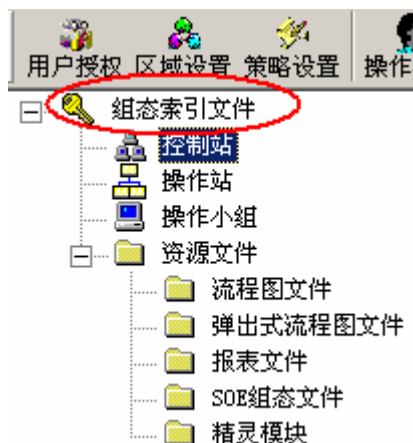 用户授权 区域设置 策略设置 操作
组态索引文件
控制站
操作站
操作小组
资源文件
流程图文件
弹出式流程图文件
报表文件
SOE组态文件
精灵模块